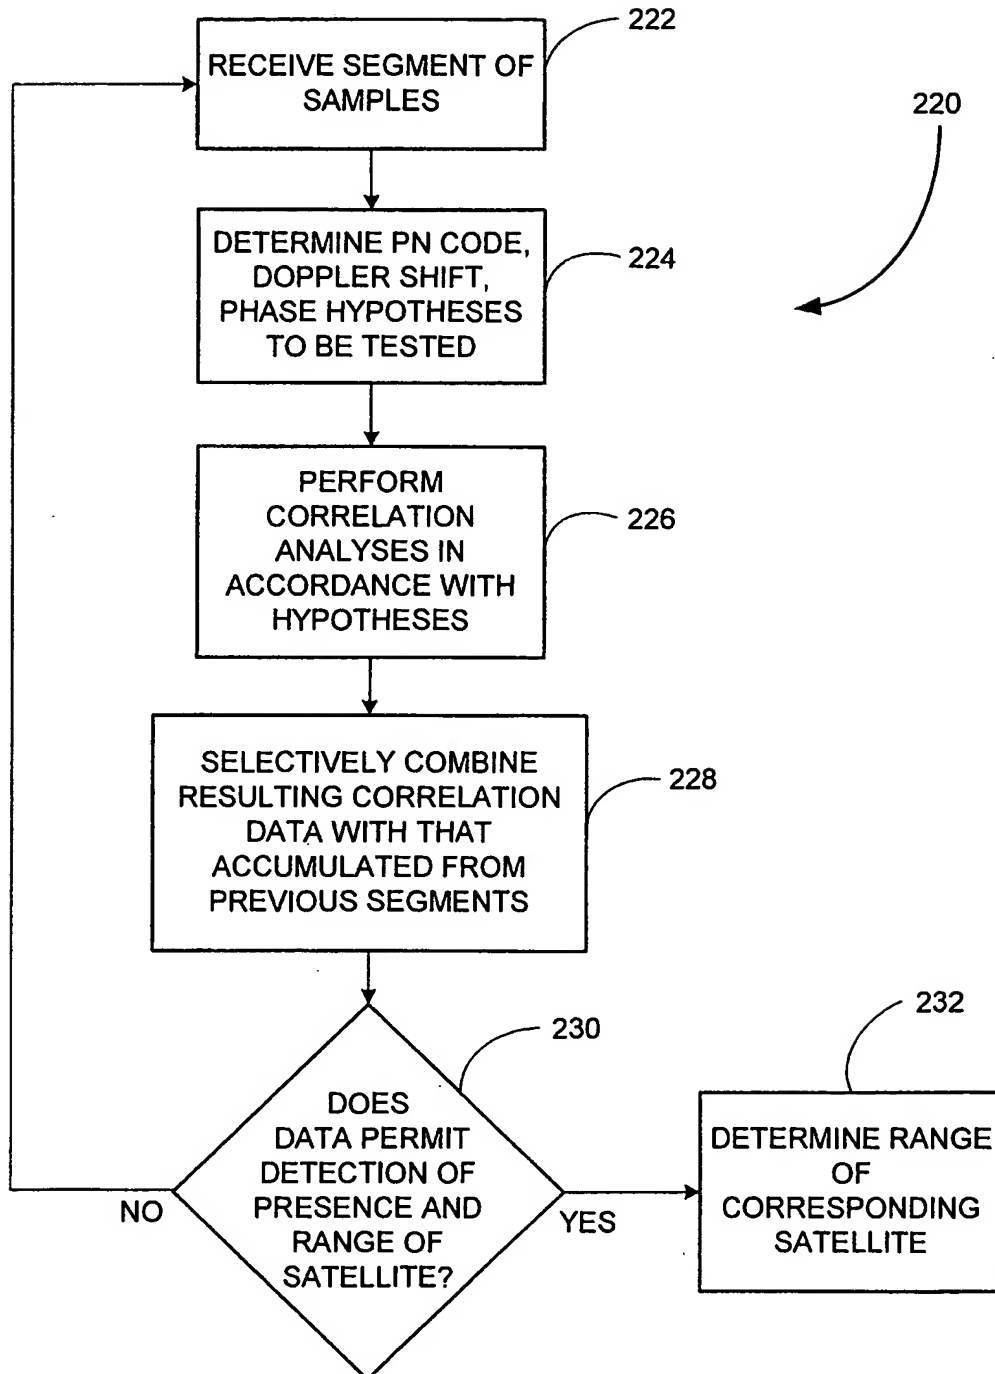 222
RECEIVE SEGMENT OF
SAMPLES
220
DETERMINE PN CODE,
DOPPLER SHIFT,
PHASE HYPOTHESES
TO BE TESTED
224
PERFORM
CORRELATION
ANALYSES IN
ACCORDANCE WITH
HYPOTHESES
226
SELECTIVELY COMBINE
RESULTING CORRELATION
DATA WITH THAT
ACCUMULATED FROM
PREVIOUS SEGMENTS
228
230
DOES
DATA PERMIT
DETECTION OF
PRESENCE AND
RANGE OF
SATELLITE?
NO
YES
232
DETERMINE RANGE
OF
CORRESPONDING
SATELLITE